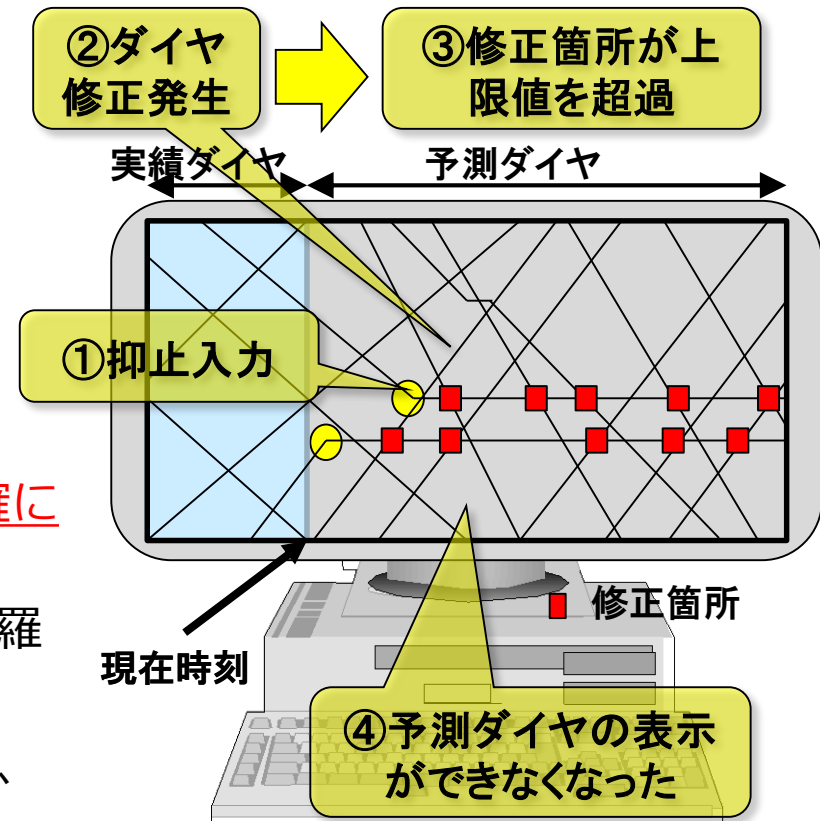 ②ダイヤ
修正発生
③修正箇所が上
限値を超過
実績ダイヤ
予測ダイヤ
①抑止入力
確に
羅
修正箇所
現在時刻
④予測ダイヤの表示
ができなくなった